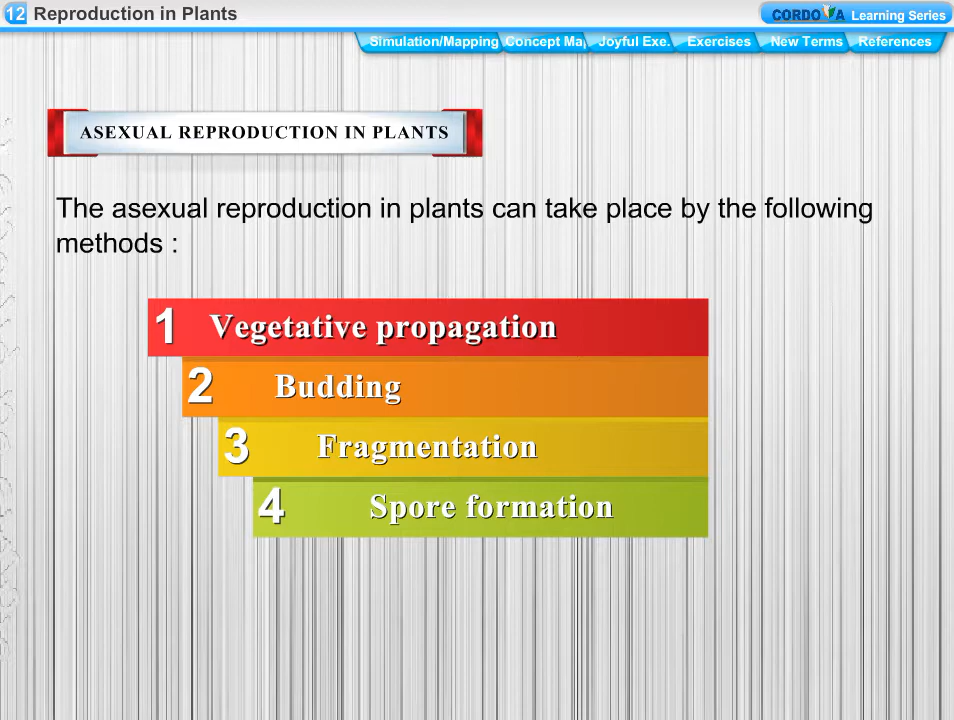 12 Reproduction in Plants
CORDOVA Learning Series
Simulation/Mapping Concept Ma Joyful Exe. Exercises New Terms References
ASEXUAL REPRODUCTION IN PLANTS
The asexual reproduction in plants can take place by the following
methods :
1 Vegetative propagation
2 Budding
3 Fragmentation
4 Spore formation